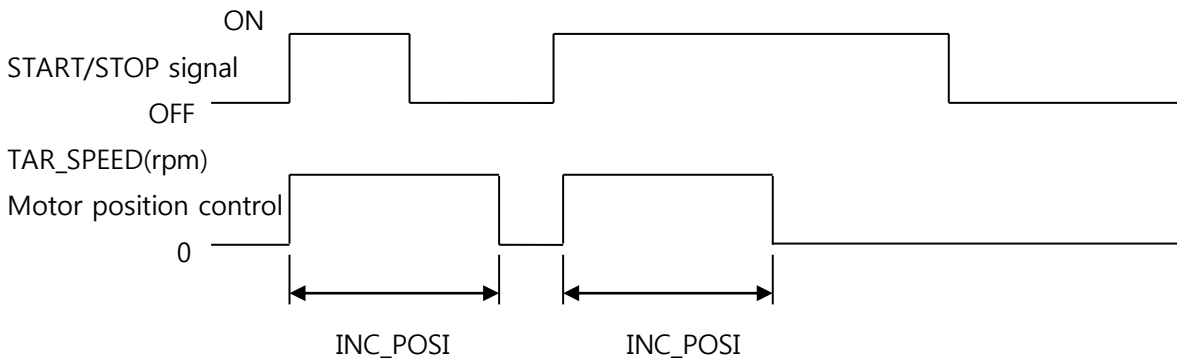 ON
START/STOP signal
OFF
TAR_SPEED(rpm)
Motor position control
0
INC_POSI INC_POSI